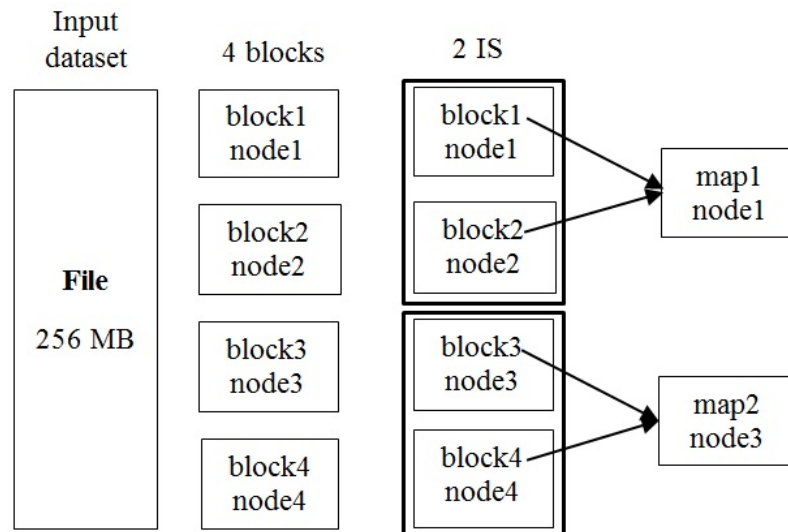 Input
dataset
4 blocks
2 IS
File
256 MB
block1
node1
block2
node2
block3
node3
block4
node4
block1
node1
block2
node2
block3
node3
block4
node4
map1
node1
map2
node3